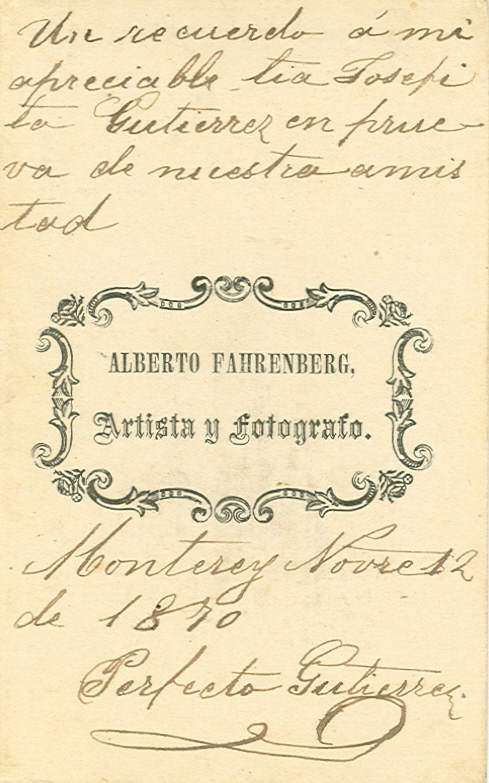 Un recuerdo á mi
apreciable tia Josefi
ta Gutierrez en prue-
va de nuestra amis
tad
ALBERTO FAHRENBERG,
Artista y Fotografo.
Monterey Novre 12
de 1870
Perfecto Gutierrez